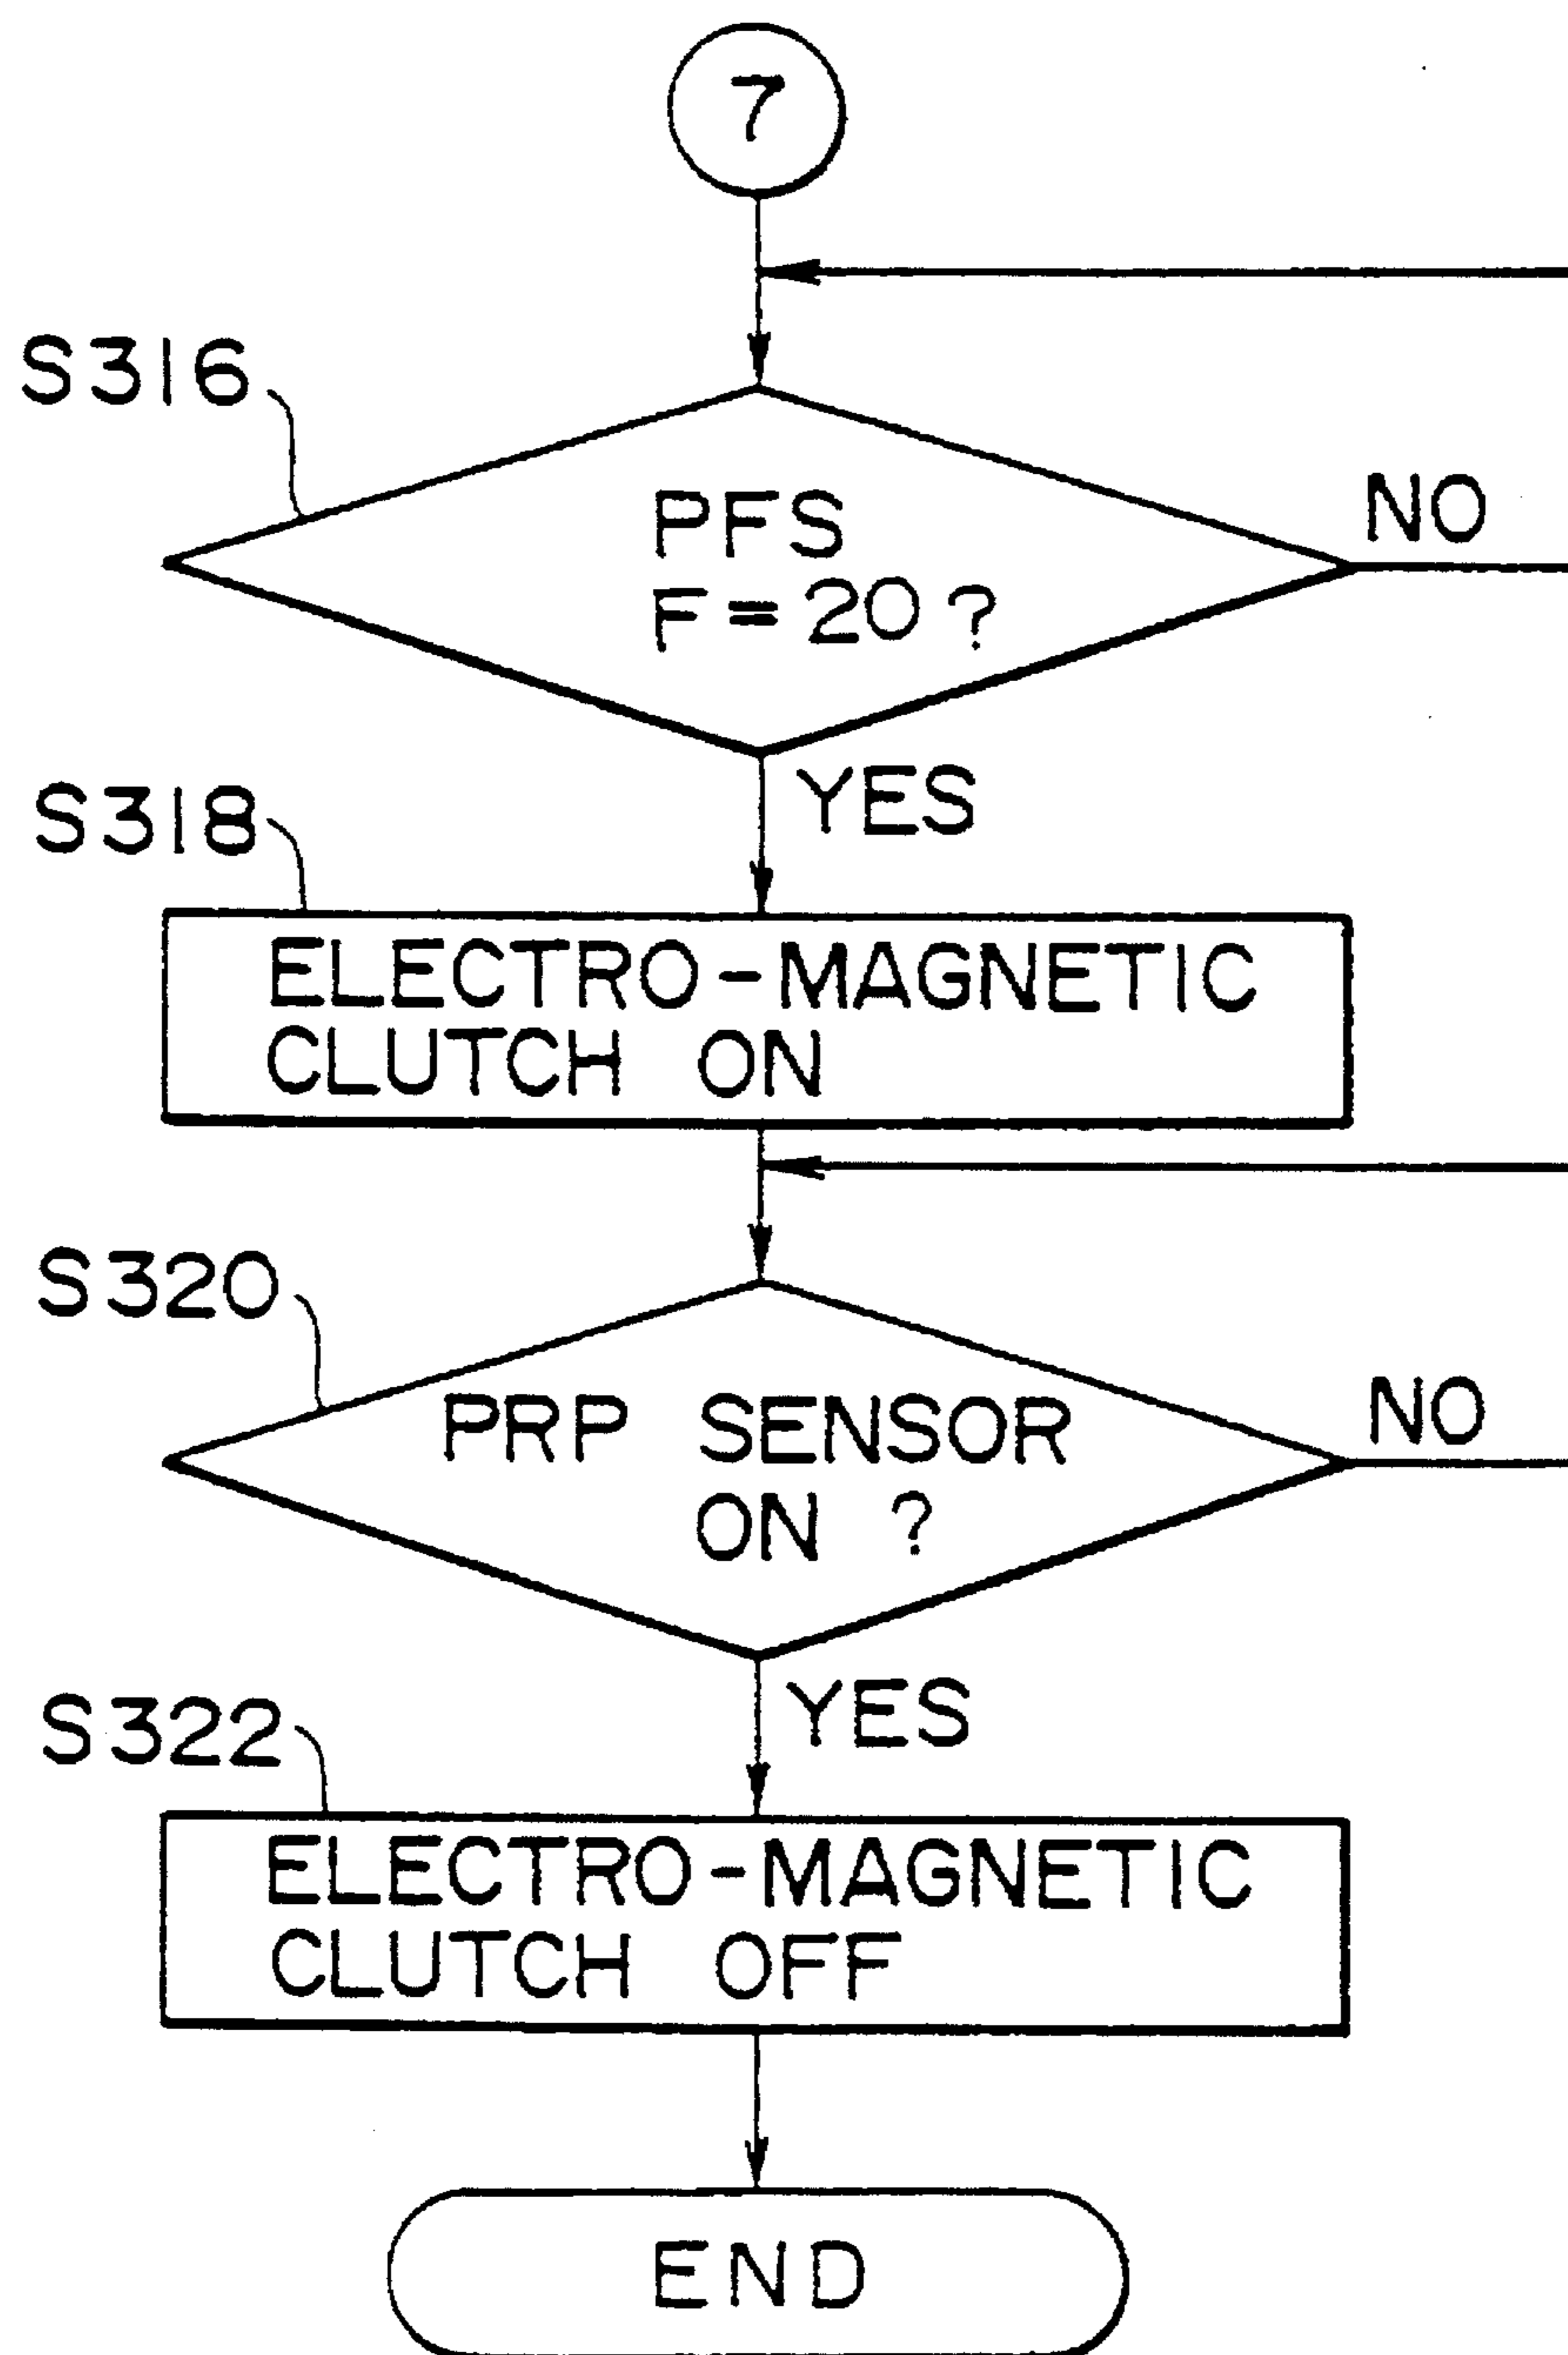 7
S316
PFS
F=20?
NO
YES
S318
ELECTRO-MAGNETIC
CLUTCH ON
S320
PRP SENSOR
ON ?
NO
YES
S322
ELECTRO-MAGNETIC
CLUTCH OFF
END